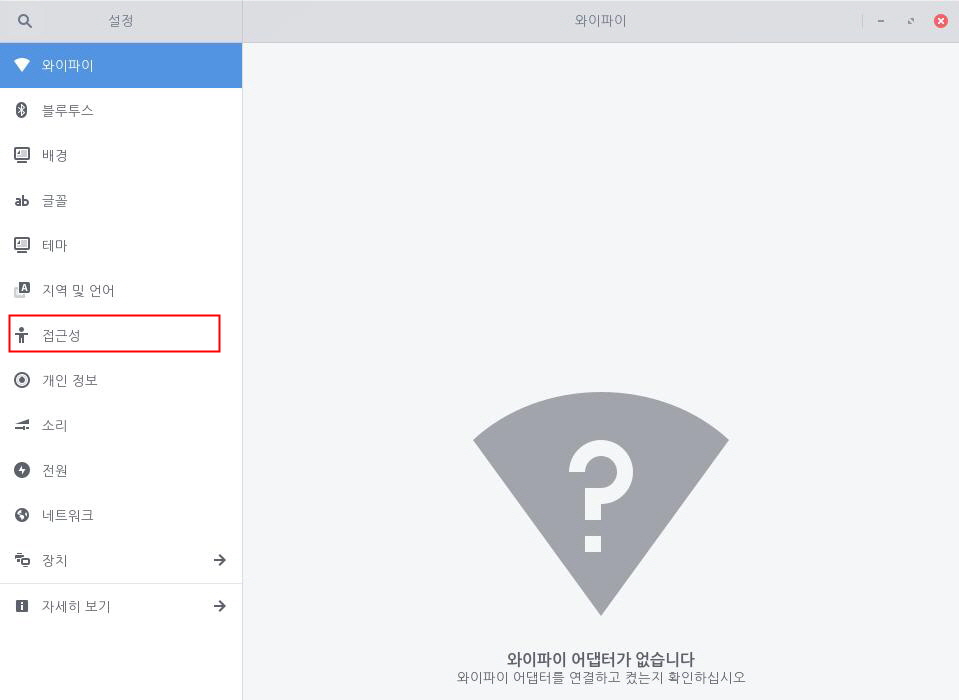 설정
와이파이
와이파이
블루투스
배경
ab 글꼴
테마
A 지역 및 언어
접근성
개인 정보
소리
전원
네트워크
장치
자세히 보기
?
와이파이 어댑터가 없습니다
와이파이 어댑터를 연결하고 켰는지 확인하십시오